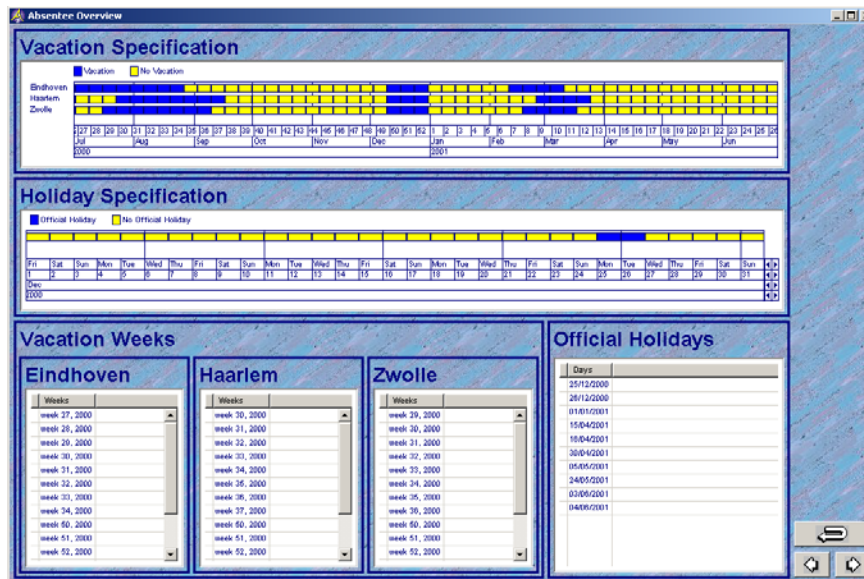 Absentee Overview
Vacation Specification
Vacation No Vacation
Eindhoven
Haarlem
Zwolle
27 28 29 30 31 32 33 34 35 36 37 38 39 40 41 42 43 44 45 46 47 48 49 50 51 52 1 2 3 4 5 6 7 8 9 10 11 12 13 14 15 16 17 18 19 20 21 22 23 24 25 26
Jul Aug Sep Oct Nov Dec Jan Feb Mar Apr May Jun
2000 2001
Holiday Specification
Official Holiday No Official Holiday
Fri Sat Sun Mon Tue Wed Thu Fri Sat Sun Mon Tue Wed Thu Fri Sat Sun Mon Tue Wed Thu Fri Sat Sun Mon Tue Wed Thu Fri Sat Sun
1 2 3 4 5 6 7 8 9 10 11 12 13 14 15 16 17 18 19 20 21 22 23 24 25 26 27 28 29 30 31
Dec
2000
Vacation Weeks
Eindhoven
Weeks
week 27, 2000
week 28, 2000
week 29, 2000
week 30, 2000
week 31, 2000
week 32, 2000
week 33, 2000
week 34, 2000
week 50, 2000
week 51, 2000
week 52, 2000
Haarlem
Weeks
week 30, 2000
week 31, 2000
week 32, 2000
week 33, 2000
week 34, 2000
week 35, 2000
week 36, 2000
week 37, 2000
week 50, 2000
week 51, 2000
week 52, 2000
Zwolle
Weeks
week 29, 2000
week 30, 2000
week 31, 2000
week 32, 2000
week 33, 2000
week 34, 2000
week 35, 2000
week 36, 2000
week 50, 2000
week 51, 2000
week 52, 2000
Official Holidays
Days
25/12/2000
26/12/2000
01/01/2001
15/04/2001
16/04/2001
30/04/2001
05/05/2001
24/05/2001
03/06/2001
04/06/2001